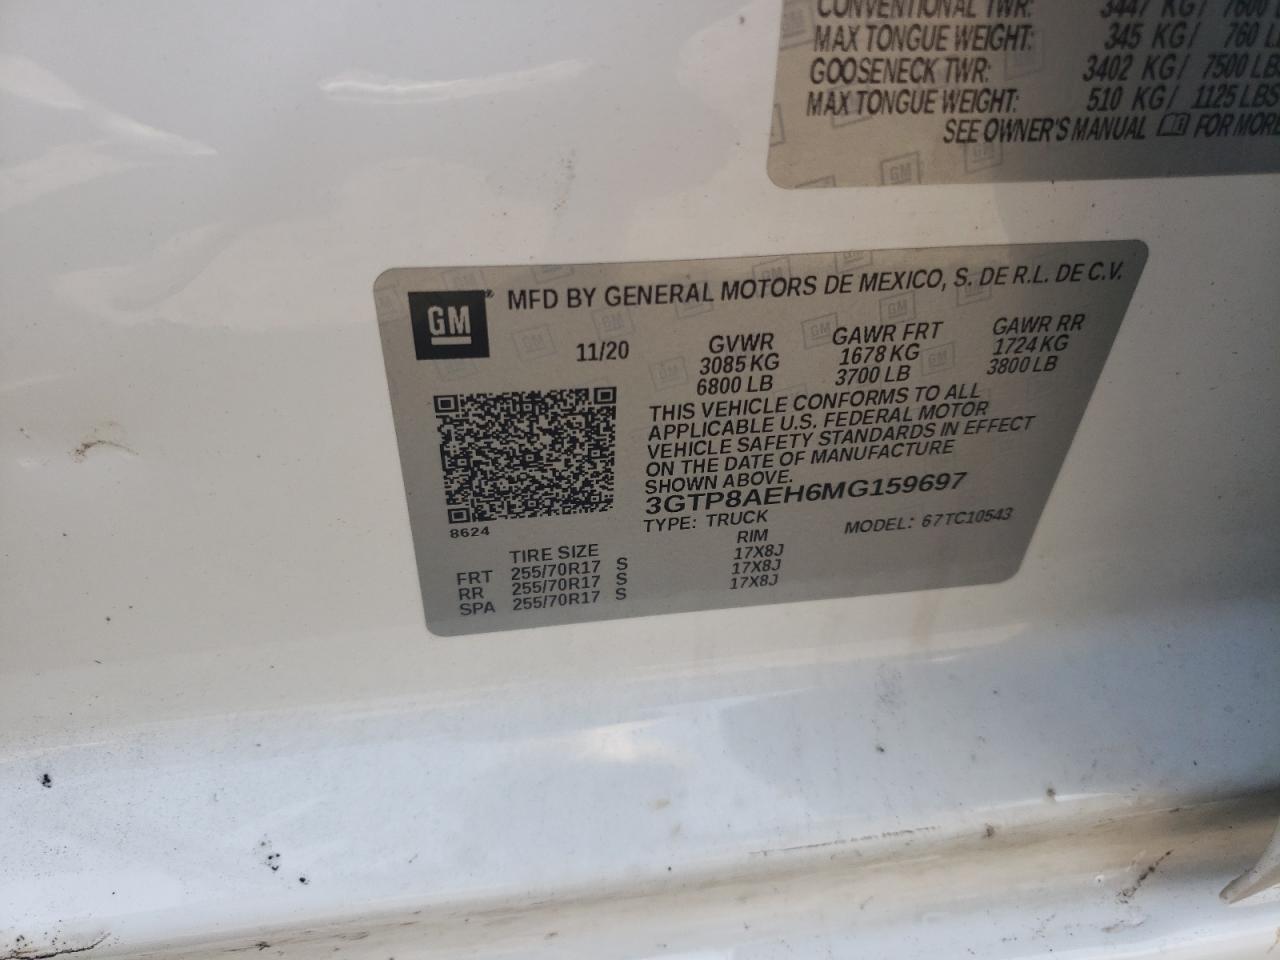 CONVENTIONAL TWR: 3447 KG/ 7600
MAX TONGUE WEIGHT: 345 KG/ 760
GOOSENECK TWR: 3402 KG/ 7500 LBS
MAX TONGUE WEIGHT: 510 KG/ 1125 LBS
SEE OWNER'S MANUAL FOR MORE
GM
MFD BY GENERAL MOTORS DE MEXICO, S. DE R.L. DE C.V.
11/20
GVWR GAWR FRT GAWR RR
3085 KG 1678 KG 1724 KG
6800 LB 3700 LB 3800 LB
THIS VEHICLE CONFORMS TO ALL
APPLICABLE U.S. FEDERAL MOTOR
VEHICLE SAFETY STANDARDS IN EFFECT
ON THE DATE OF MANUFACTURE
SHOWN ABOVE.
3GTP8AEH6MG159697
TYPE: TRUCK MODEL: 67TC10543
8624
TIRE SIZE RIM
FRT 255/70R17 S 17X8J
RR 255/70R17 S 17X8J
SPA 255/70R17 S 17X8J